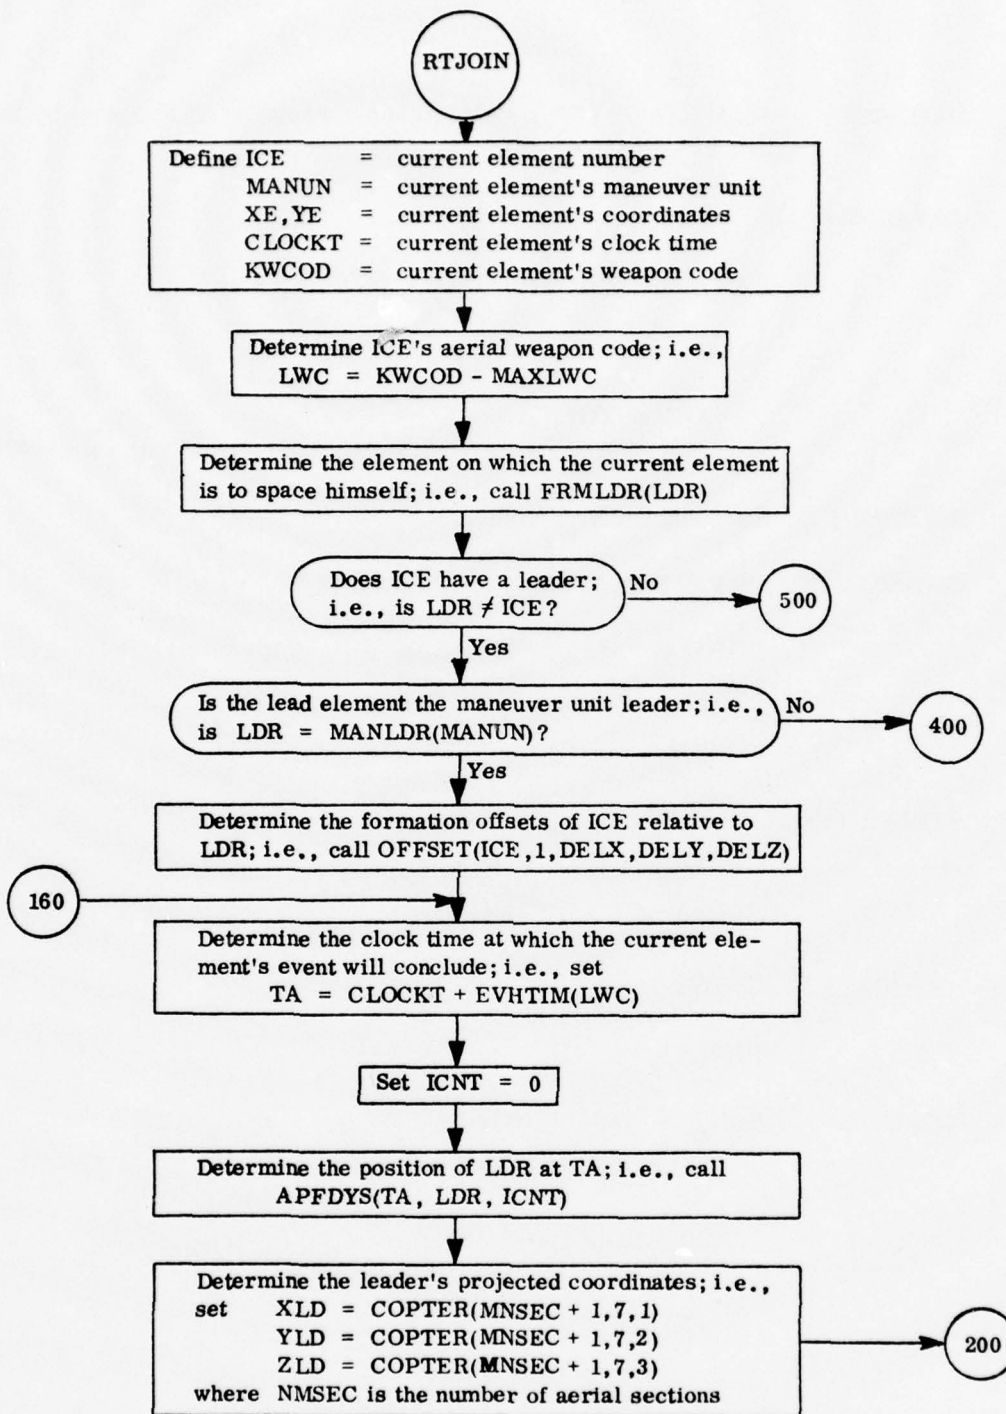 RTJOIN
Define ICE = current element number
MANUN = current element's maneuver unit
XE,YE = current element's coordinates
CLOCKT = current element's clock time
KWCOD = current element's weapon code
Determine ICE's aerial weapon code; i.e.,
LWC = KWCOD - MAXLWC
Determine the element on which the current element
is to space himself; i.e., call FRMLDR(LDR)
Does ICE have a leader;
i.e., is LDR ≠ ICE?
No
500
Yes
Is the lead element the maneuver unit leader; i.e.,
is LDR = MANLDR(MANUN)?
No
400
Yes
Determine the formation offsets of ICE relative to
LDR; i.e., call OFFSET(ICE,1,DELX,DELY,DELZ)
160
Determine the clock time at which the current ele-
ment's event will conclude; i.e., set
TA = CLOCKT + EVHTIM(LWC)
Set ICNT = 0
Determine the position of LDR at TA; i.e., call
APFDYS(TA, LDR, ICNT)
Determine the leader's projected coordinates; i.e.,
set XLD = COPTER(MNSEC + 1,7,1)
YLD = COPTER(MNSEC + 1,7,2)
ZLD = COPTER(MNSEC + 1,7,3)
where NMSEC is the number of aerial sections
200